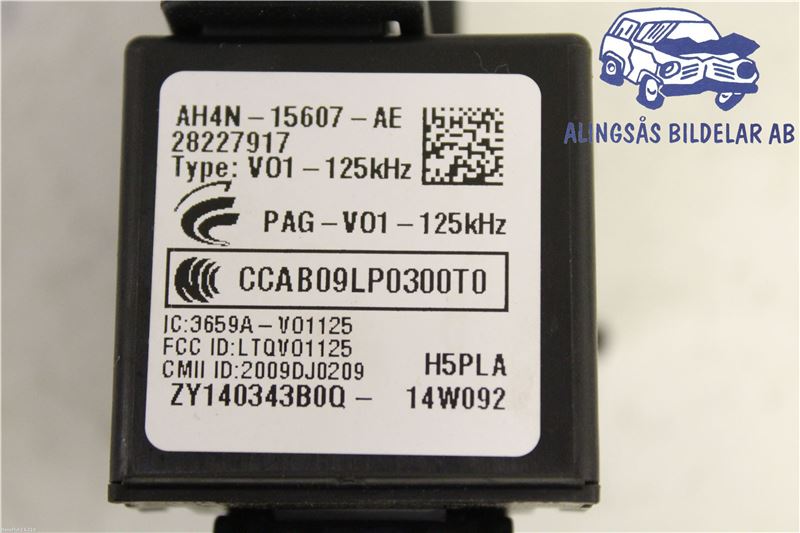 AH4N-15607-AE
28227917
Type: V01-125kHz
PAG-V01-125kHz
CCAB09LP0300T0
IC:3659A-V01125
FCC ID:LTQV01125
CMII ID:2009DJ0209
H5PLA
ZY140343B0Q- 14W092
ALINGSÅS BILDELAR AB